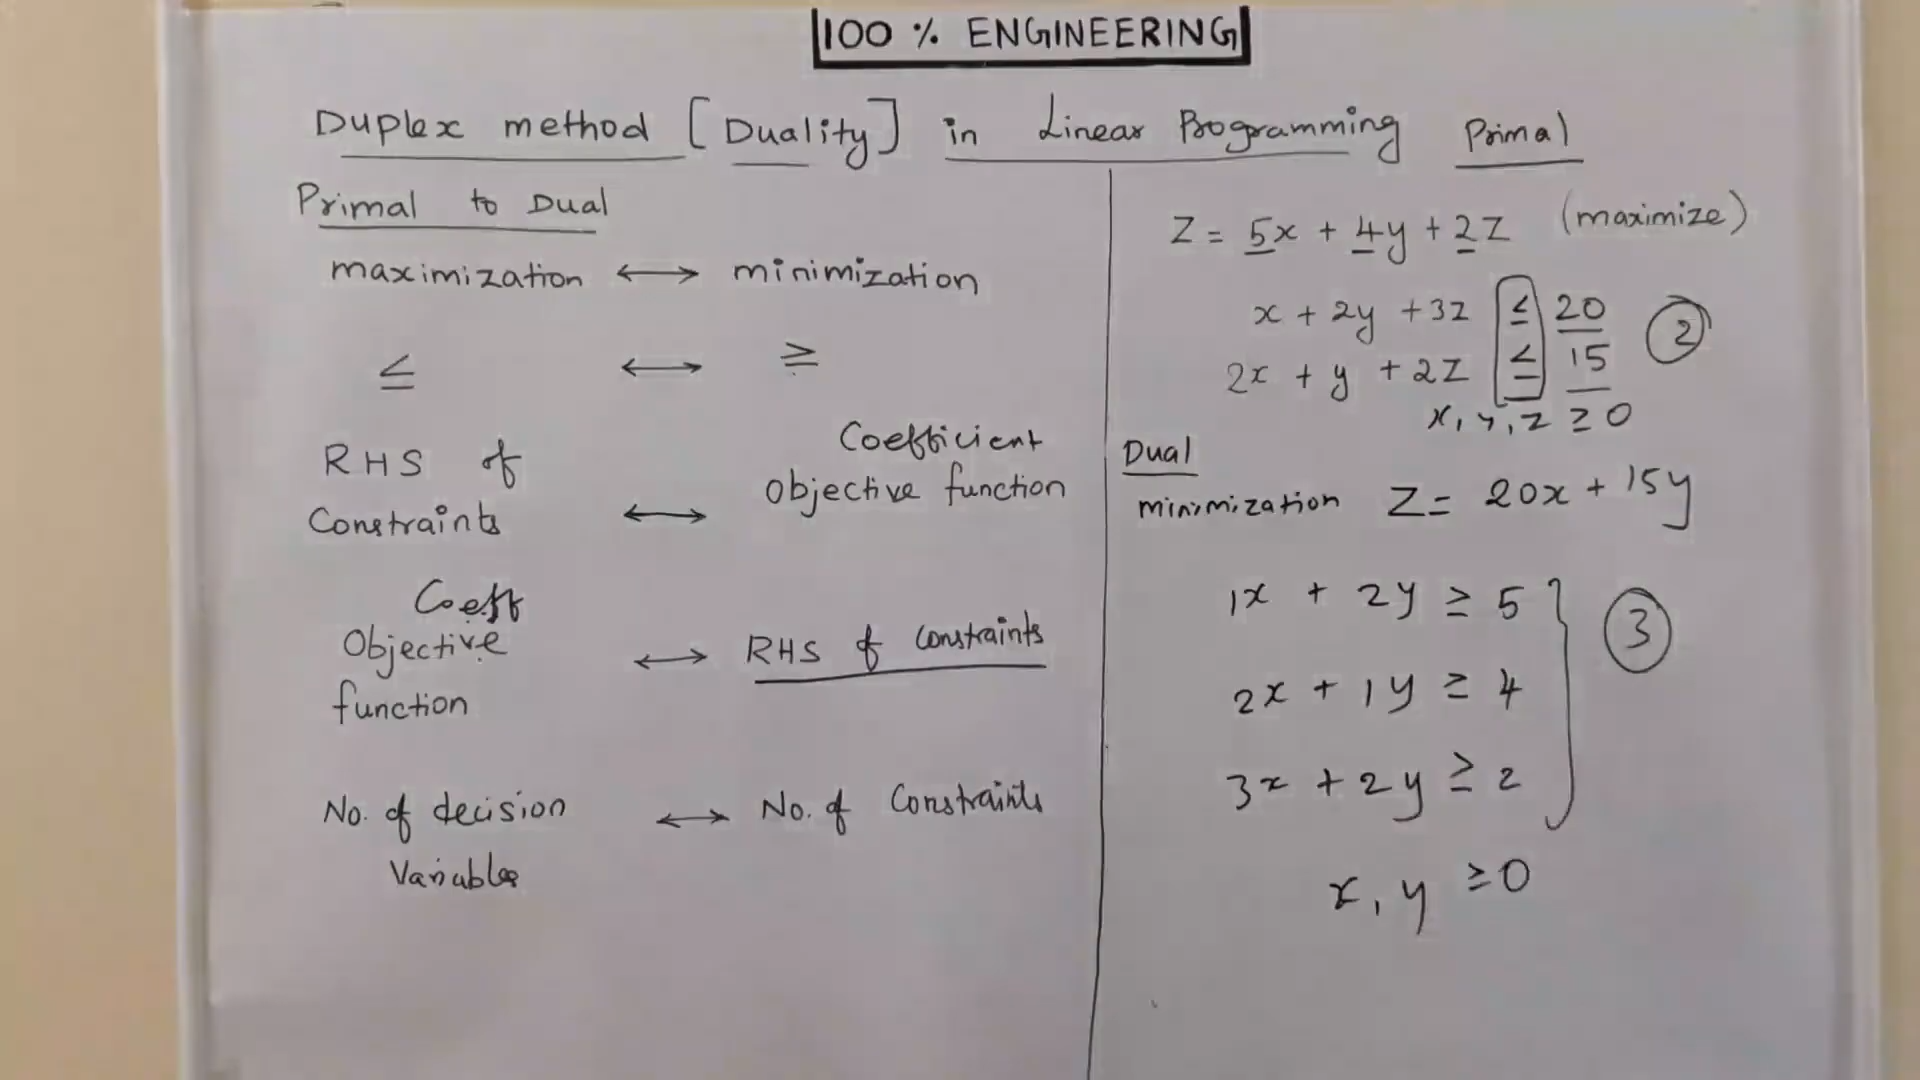 100 % ENGINEERING
Duplex method [Duality] in Linear Programming
Primal to Dual
maximization ↔ minimization
≤ ↔ ≥
RHS of Constraints ↔ Coefficient Objective function
Coeff Objective function ↔ RHS of constraints
No. of decision Variables ↔ No. of Constraints
Primal
Z = 5x + 4y + 2Z (maximize)
x + 2y + 3z ≤ 20
2x + y + 2Z ≤ 15
2
x, y, z ≥ 0
Dual
minimization Z = 20x + 15y
1x + 2y ≥ 5
2x + 1y ≥ 4
3x + 2y ≥ 2
3
x, y ≥ 0